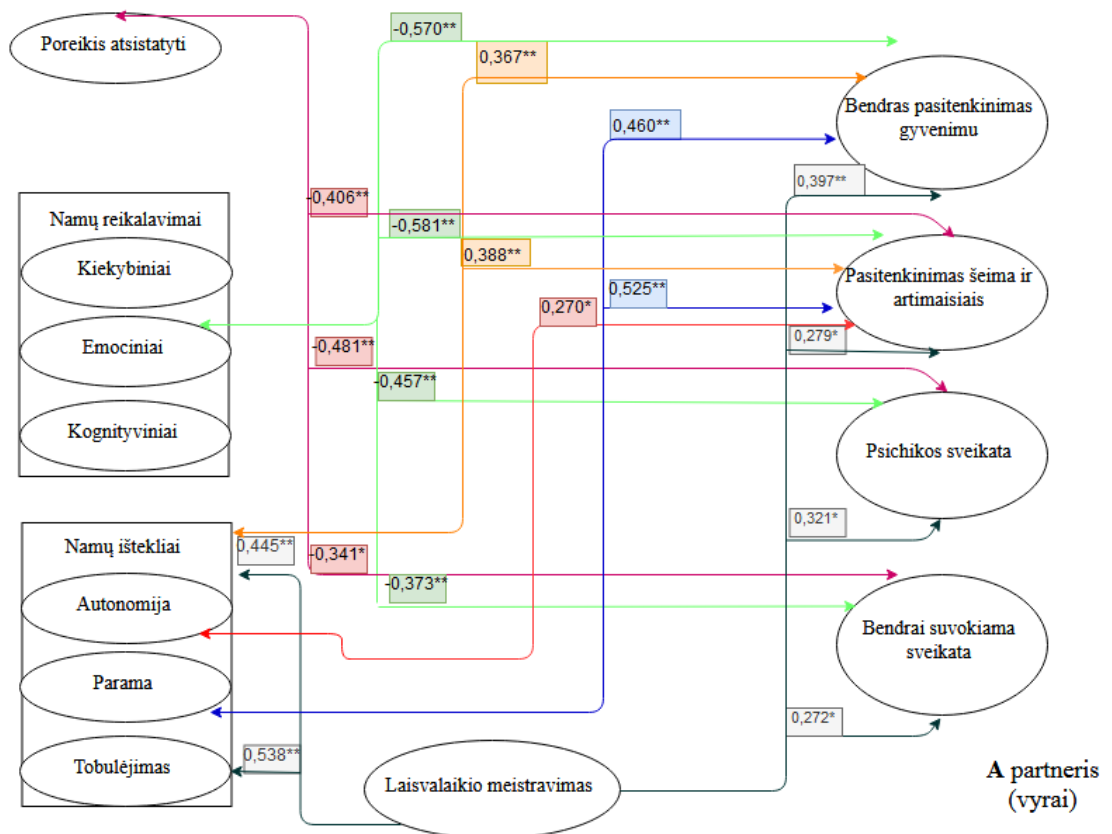 Poreikis atsistatyti
-0,570**
0,367**
Bendras pasitenkinimas
gyvenimu
0,460**
0,397**
-0,406**
Namų reikalavimai
-0,581**
Kiekybiniai
0,388**
Pasitenkinimas šeima ir
artimaisiais
0,525**
0,270*
Emociniai
-0,481**
0,279*
-0,457**
Kognityviniai
Psichikos sveikata
0,321*
Namų ištekliai
0,445**
-0,341*
-0,373**
Autonomija
Bendrai suvokiama
sveikata
Parama
0,272*
0,538**
Tobulėjimas
Laisvalaikio meistravimas
A partneris
(vyrai)